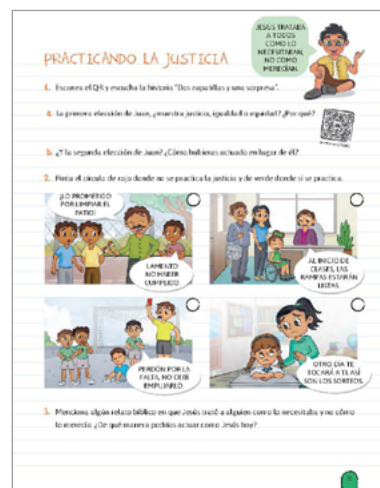 JESÚS TRATABA
A TODOS
COMO LO
NECESITABAN,
NO COMO
MERECÍAN.
PRACTICANDO LA JUSTICIA
1. Escanea el QR y escucha la historia "Dos zapatillas y una sorpresa".
a. La primera elección de Juan, ¿muestra justicia, igualdad o equidad? ¿Por qué?
b. ¿Y la segunda elección de Juan? ¿Cómo hubieras actuado en lugar de él?
2. Pinta el círculo de rojo donde no se practica la justicia y de verde donde sí se practica.
¡LO PROMETIDO
POR LIMPIAR EL
PATIO!
LAMENTO
NO HABER
CUMPLIDO.
AL INICIO DE
CLASES, LAS
RAMPAS ESTARÁN
LISTAS.
PERDÓN POR LA
FALTA, NO DEBÍ
EMPUJARLO.
OTRO DÍA TE
TOCARÁ A TI, ASÍ
SON LOS SORTEOS.
3. Menciona algún relato bíblico en que Jesús trató a alguien como lo necesitaba y no cómo
lo merecía. ¿De qué manera podrías actuar como Jesús hoy?